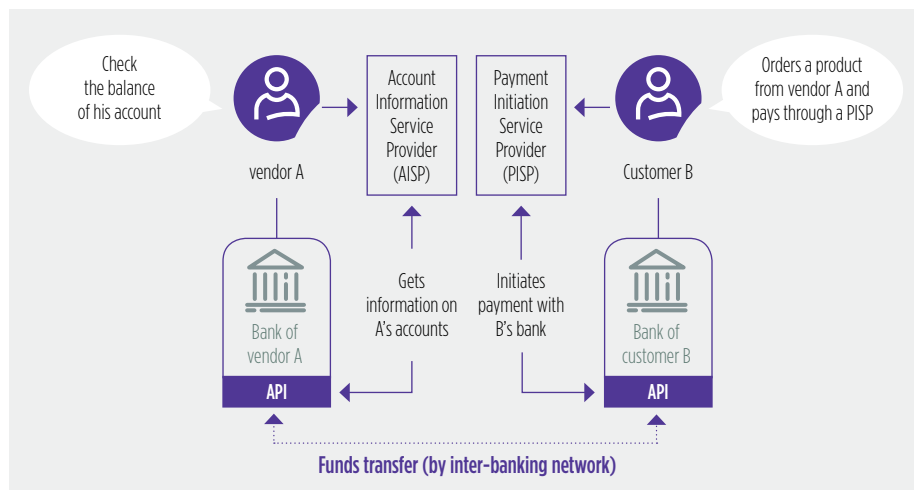 Check
the balance
of his account
Account
Information
Service
Provider
(AISP)
Payment
Initiation
Service
Provider
(PISP)
Orders a product
from vendor A and
pays through a PISP
vendor A
Customer B
Gets
information on
A's accounts
Initiates
payment with
B's bank
Bank of
vendor A
Bank of
customer B
API
API
Funds transfer (by inter-banking network)